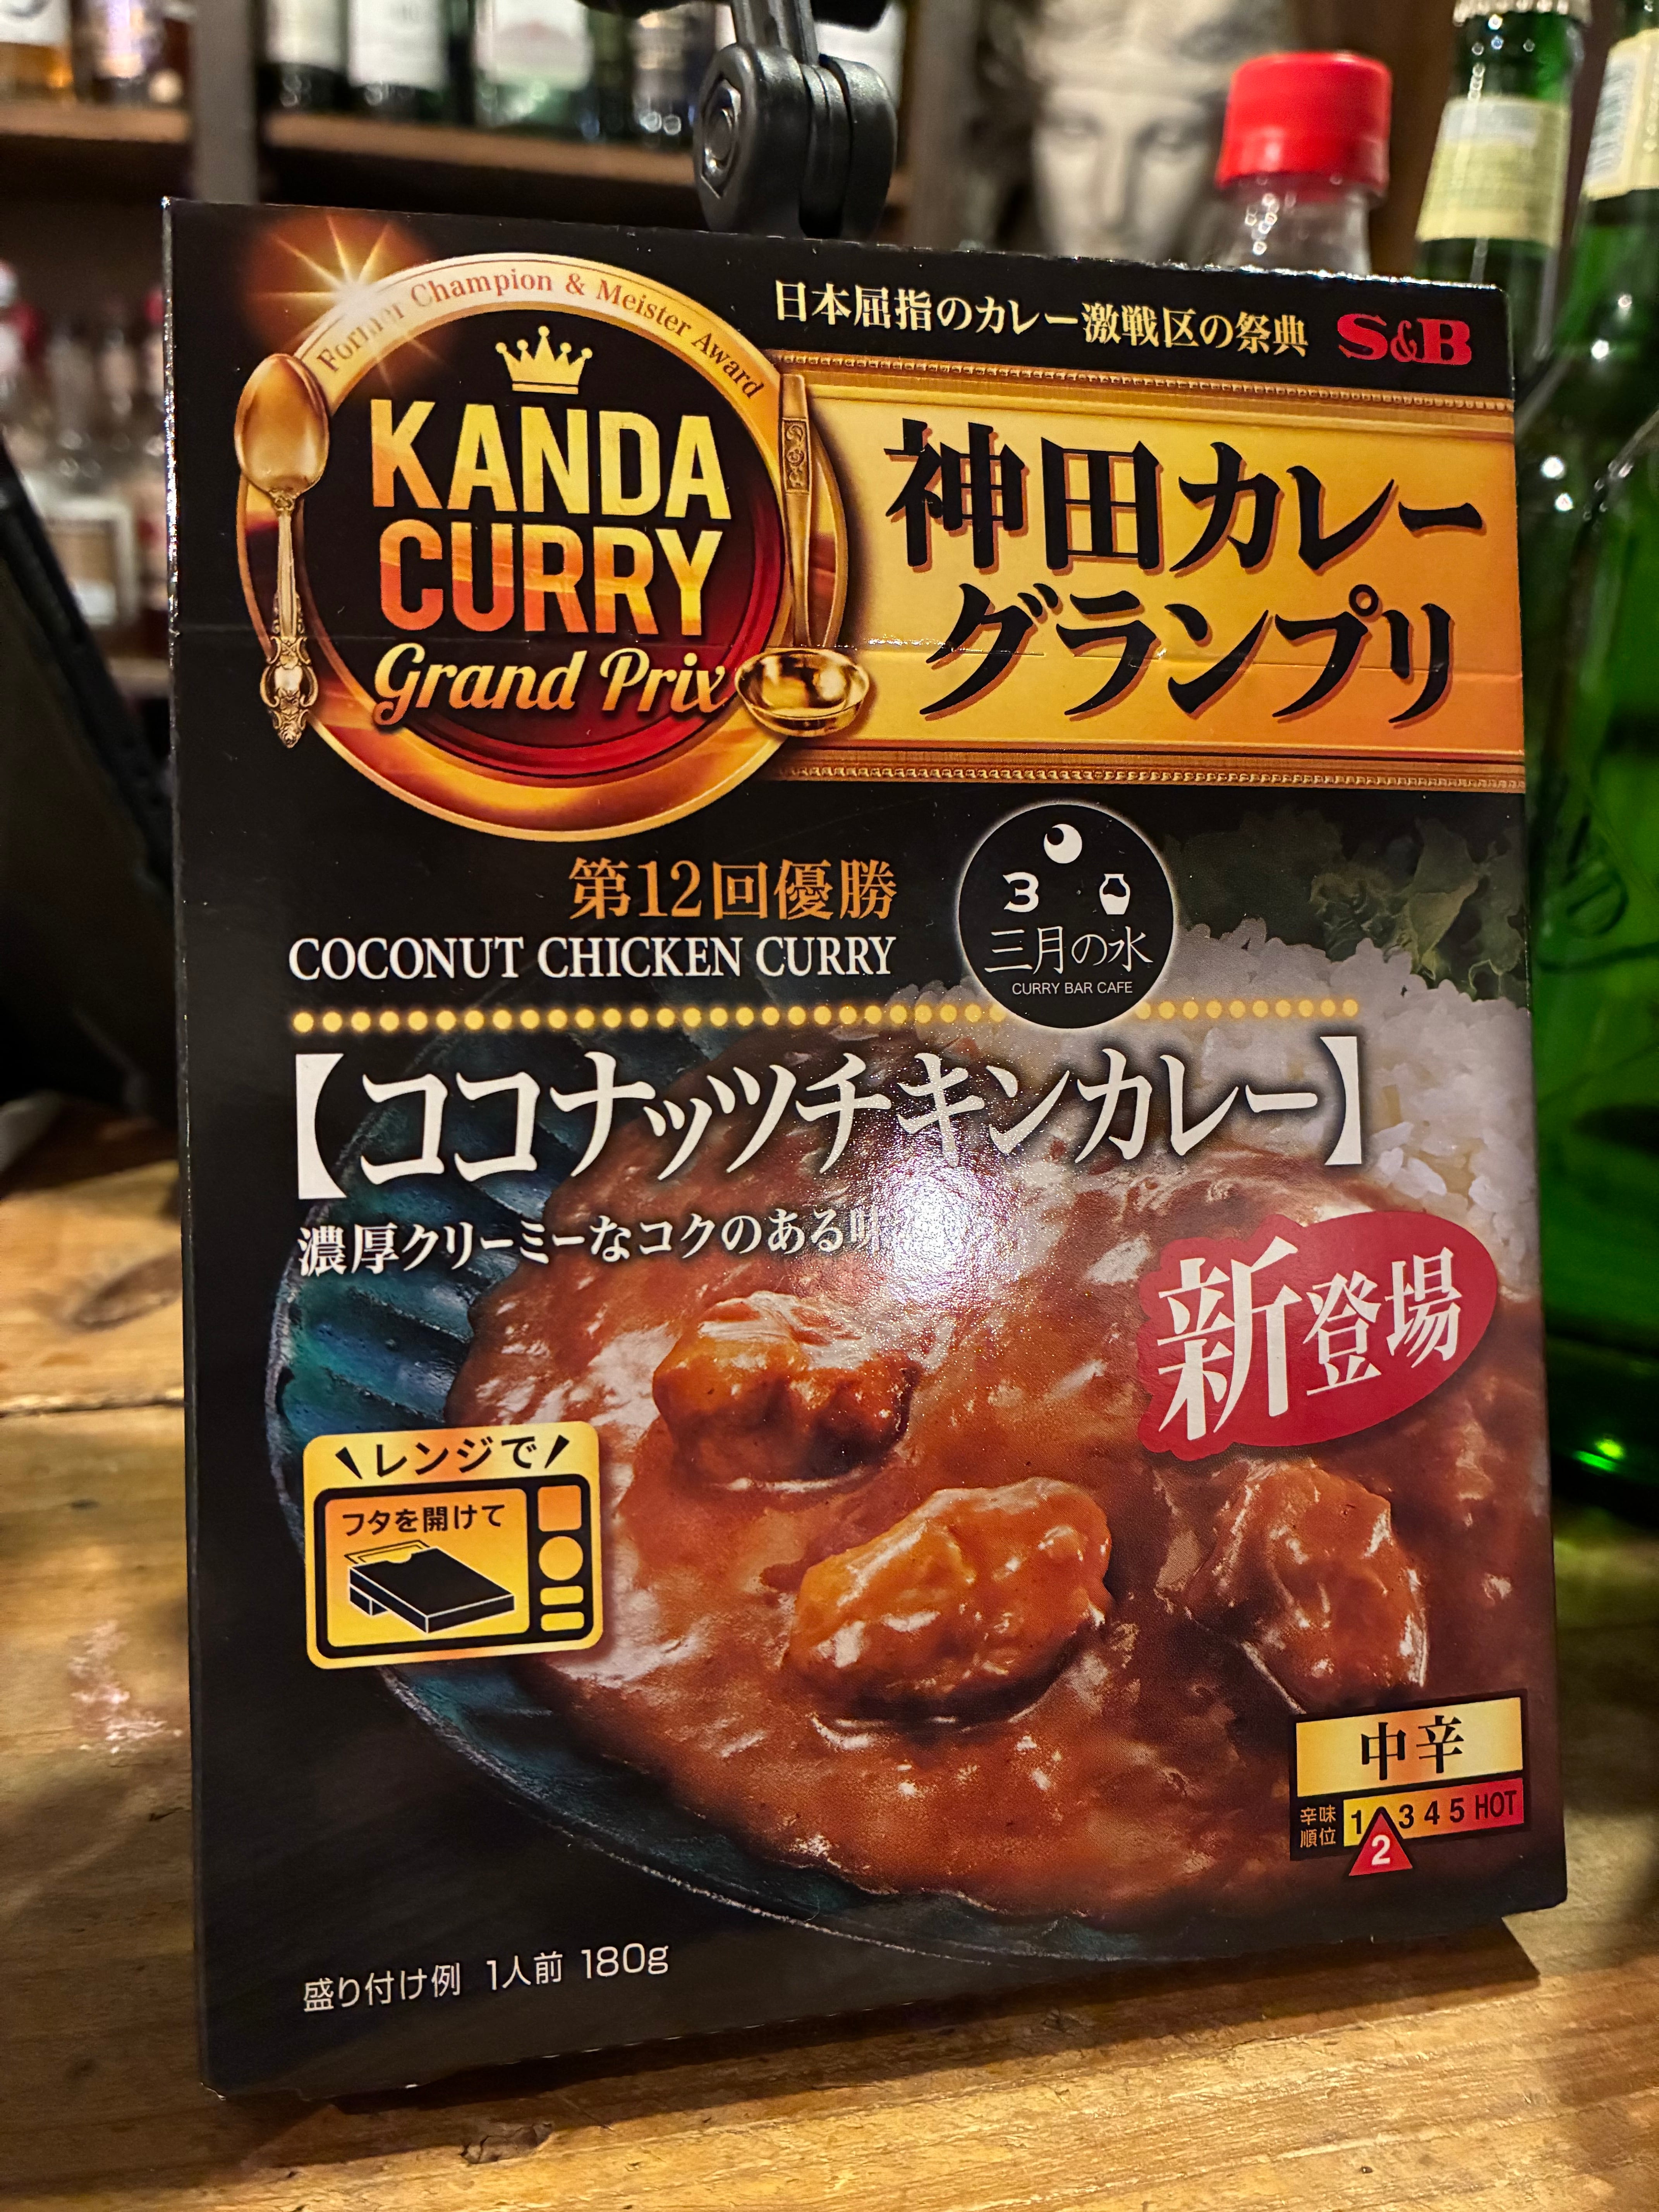 Former Champion & Meister Award
KANDA
CURRY
Grand Prix
日本屈指のカレー激戦区の祭典
S&B
神田カレー
グランプリ
第12回優勝
COCONUT CHICKEN CURRY
3
三月の水
CURRY BAR CAFE
【ココナッツチキンカレー】
濃厚クリーミーなコクのある味
新登場
レンジで
フタを開けて
中辛
辛味
順位
1 2 3 4 5 HOT
盛り付け例 1人前 180g